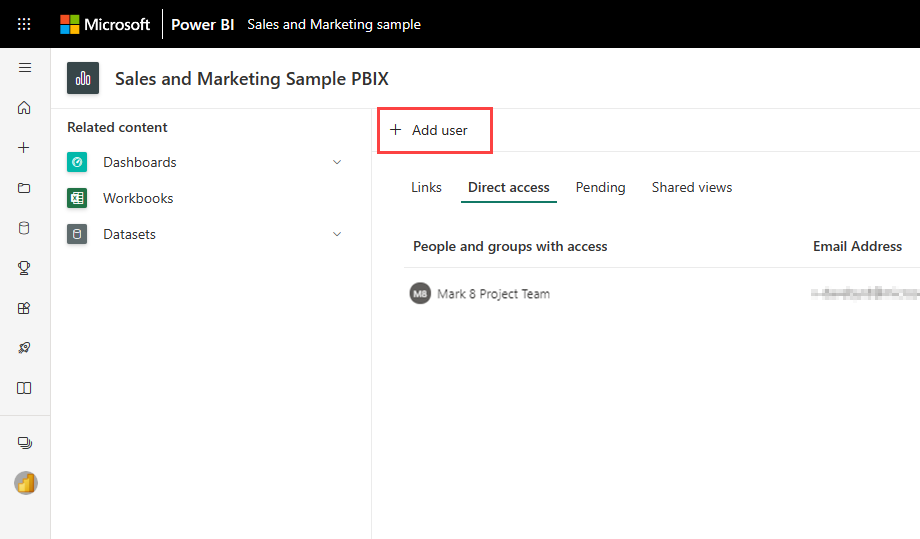 Microsoft Power BI Sales and Marketing sample
Sales and Marketing Sample PBIX
Related content
Dashboards
Workbooks
Datasets
+ Add user
Links Direct access Pending Shared views
People and groups with access Email Address
M8 Mark 8 Project Team